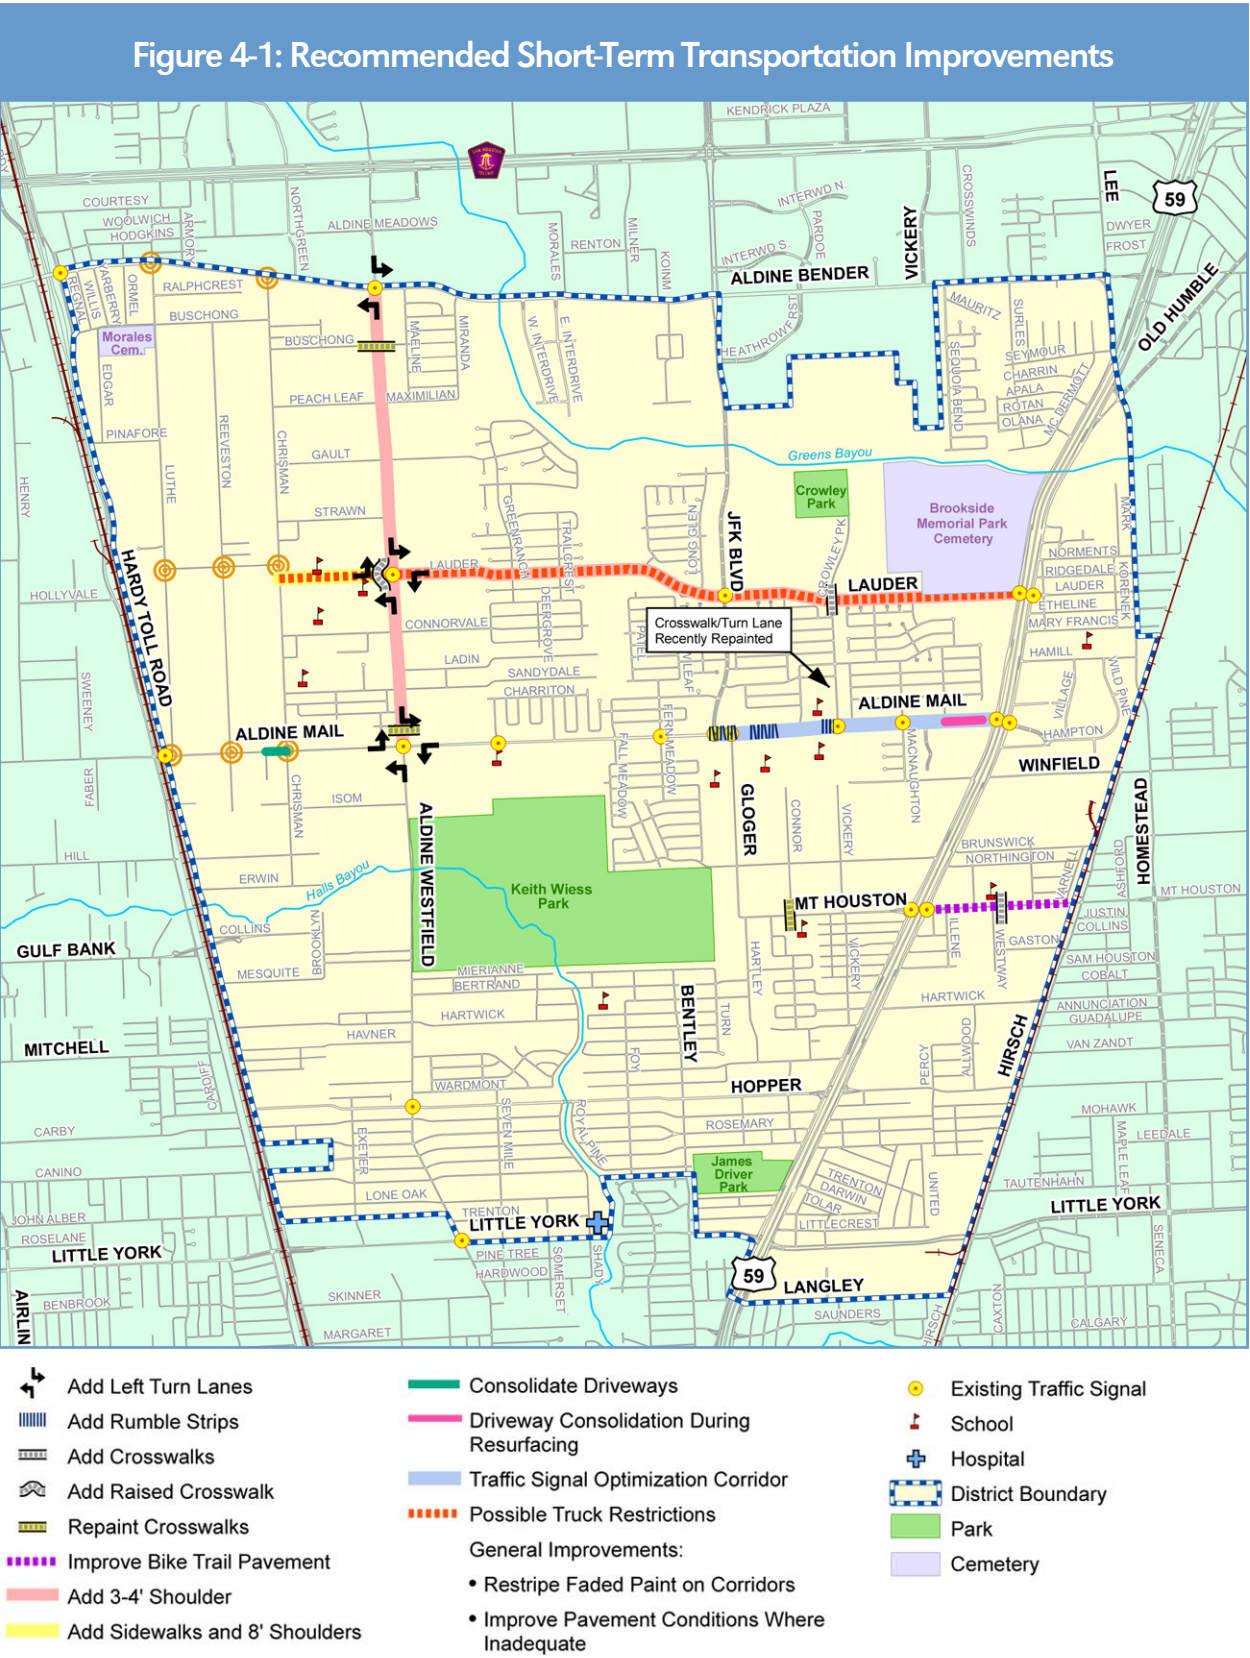 Figure 4-1: Recommended Short-Term Transportation Improvements
KENDRICK PLAZA
COURTESY
WOOLWICH
HODGKINS
ARMORY
NORTHGREEN
ALDINE MEADOWS
MORALES
RENTON
MILNER
KOINM
INTERWD N.
INTERWD S.
PARDOE
VICKERY
CROSSWINDS
LEE
59
DWYER
FROST
ALDINE BENDER
OLD HUMBLE
REGNAL
WILLIS
ARBERRY
ORMEL
RALPHCREST
BUSCHONG
BUSCHONG
Morales
Cem.
EDGAR
MAELINE
MIRANDA
W. INTERDRIVE
E. INTERDRIVE
HEATHROWFRST
MAURITZ
SURLES
SEQUOIA BEND
SEYMOUR
CHARRIN
APALA
ROTAN
OLANA
MC DERMOTT
PEACH LEAF
MAXIMILIAN
PINAFORE
REEVESTON
CHRISMAN
GAULT
LUTHE
HENRY
STRAWN
GREENRANCH
TRAILCREST
LONG GLEN
JFK BLVD
Greens Bayou
Crowley
Park
CROWLEY PK
Brookside
Memorial Park
Cemetery
MARK
KORENEK
NORMENTS
RIDGEDALE
LAUDER
ETHELINE
MARY FRANCIS
HAMILL
HOLLYVALE
HARDY TOLL ROAD
LAUDER
LAUDER
DEERGROVE
CONNORVALE
LADIN
SANDYDALE
CHARRITON
PATEL
W LEAF
Crosswalk/Turn Lane
Recently Repainted
ALDINE MAIL
ALDINE MAIL
VILLAGE
WILD PINE
HAMPTON
WINFIELD
SWEENEY
FABER
CHRISMAN
ISOM
FALL MEADOW
FERNMEADOW
GLOGER
CONNOR
VICKERY
MACNAUGHTON
HOMESTEAD
BRUNSWICK
NORTHINGTON
VARNELL
ASHFORD
MT HOUSTON
HILL
ERWIN
Halls Bayou
ALDINE WESTFIELD
Keith Wiess
Park
MT HOUSTON
COLLINS
BROOKLYN
MESQUITE
GULF BANK
HARTLEY
VICKERY
ILLENE
WESTWAY
GASTON
JUSTIN
COLLINS
SAM HOUSTON
COBALT
ANNUNCIATION
GUADALUPE
VAN ZANDT
MIERIANNE
BERTRAND
HARTWICK
HAVNER
BENTLEY
TURN
HARTWICK
HIRSCH
MITCHELL
CARDIFF
FOY
WARDMONT
HOPPER
PERCY
ALLWOOD
SEVEN MILE
ROYAL PINE
ROSEMARY
MOHAWK
MAPLE LEAF
LEEDALE
CARBY
EXETER
CANINO
James
Driver
Park
TRENTON
DARWIN
TOLAR
LITTLECREST
UNITED
TAUTENHAHN
LONE OAK
TRENTON
LITTLE YORK
LITTLE YORK
JOHN ALBER
ROSELANE
LITTLE YORK
PINE TREE
HARDWOOD
SOMERSET
SHADY
SENECA
59
LANGLEY
AIRLIN
BENBROOK
SKINNER
MARGARET
SAUNDERS
HIRSCH
CAXTON
CALGARY
Add Left Turn Lanes
Add Rumble Strips
Add Crosswalks
Add Raised Crosswalk
Repaint Crosswalks
Improve Bike Trail Pavement
Add 3-4' Shoulder
Add Sidewalks and 8' Shoulders
Consolidate Driveways
Driveway Consolidation During
Resurfacing
Traffic Signal Optimization Corridor
Possible Truck Restrictions
General Improvements:
• Restripe Faded Paint on Corridors
• Improve Pavement Conditions Where
Inadequate
Existing Traffic Signal
School
Hospital
District Boundary
Park
Cemetery